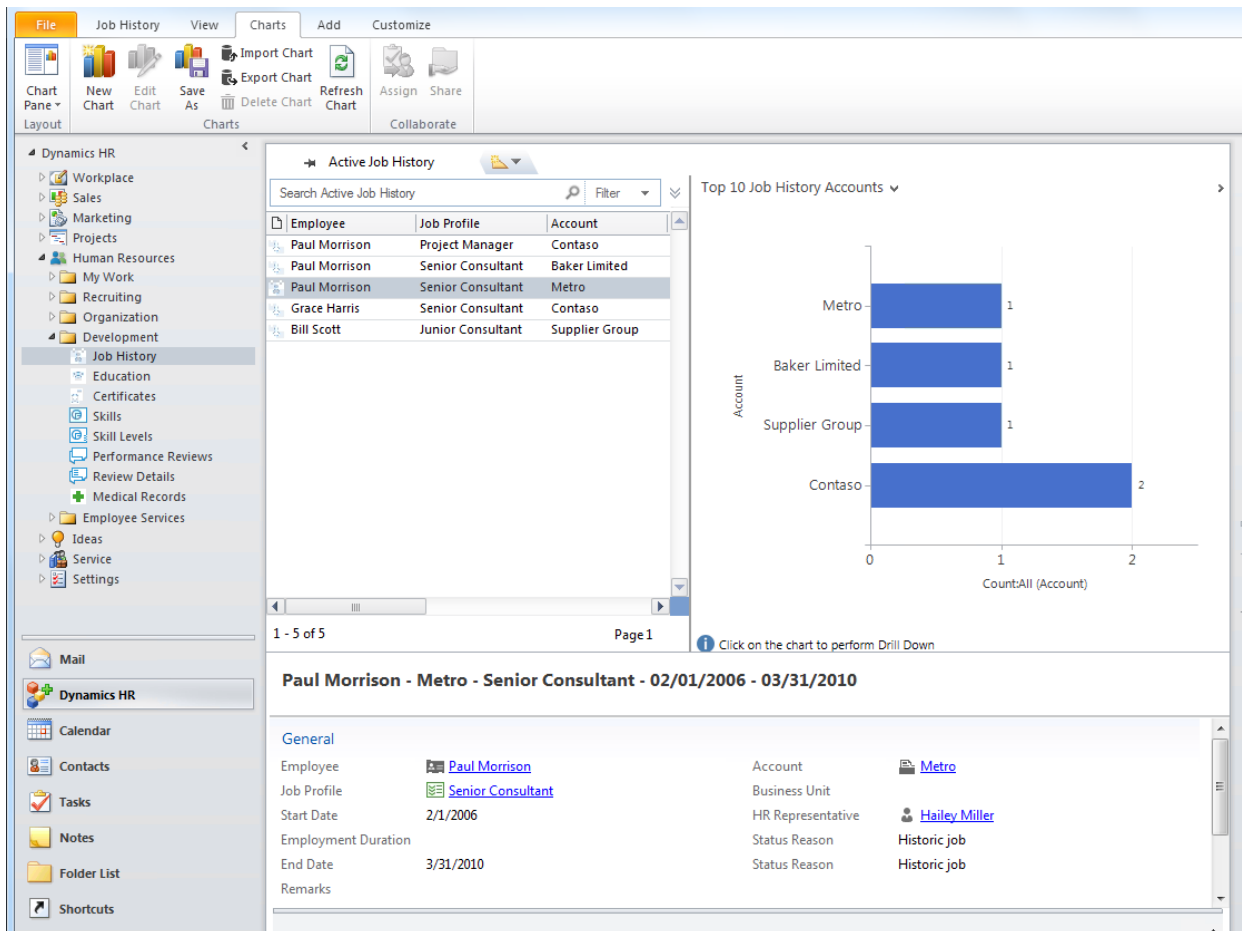 File Job History View Charts Add Customize
Chart Pane
New Chart
Edit Chart
Save As
Import Chart
Export Chart
Delete Chart
Refresh Chart
Assign
Share
Layout Charts Collaborate
Dynamics HR
Workplace
Sales
Marketing
Projects
Human Resources
My Work
Recruiting
Organization
Development
Job History
Education
Certificates
Skills
Skill Levels
Performance Reviews
Review Details
Medical Records
Employee Services
Ideas
Service
Settings
Mail
Dynamics HR
Calendar
Contacts
Tasks
Notes
Folder List
Shortcuts
Active Job History
Search Active Job History Filter
Employee Job Profile Account
Paul Morrison Project Manager Contaso
Paul Morrison Senior Consultant Baker Limited
Paul Morrison Senior Consultant Metro
Grace Harris Senior Consultant Contaso
Bill Scott Junior Consultant Supplier Group
1 - 5 of 5 Page 1
Top 10 Job History Accounts
Account
Metro 1
Baker Limited 1
Supplier Group 1
Contaso 2
0 1 2
Count:All (Account)
Click on the chart to perform Drill Down
Paul Morrison - Metro - Senior Consultant - 02/01/2006 - 03/31/2010
General
Employee Paul Morrison Account Metro
Job Profile Senior Consultant Business Unit
Start Date 2/1/2006 HR Representative Hailey Miller
Employment Duration Status Reason Historic job
End Date 3/31/2010 Status Reason Historic job
Remarks